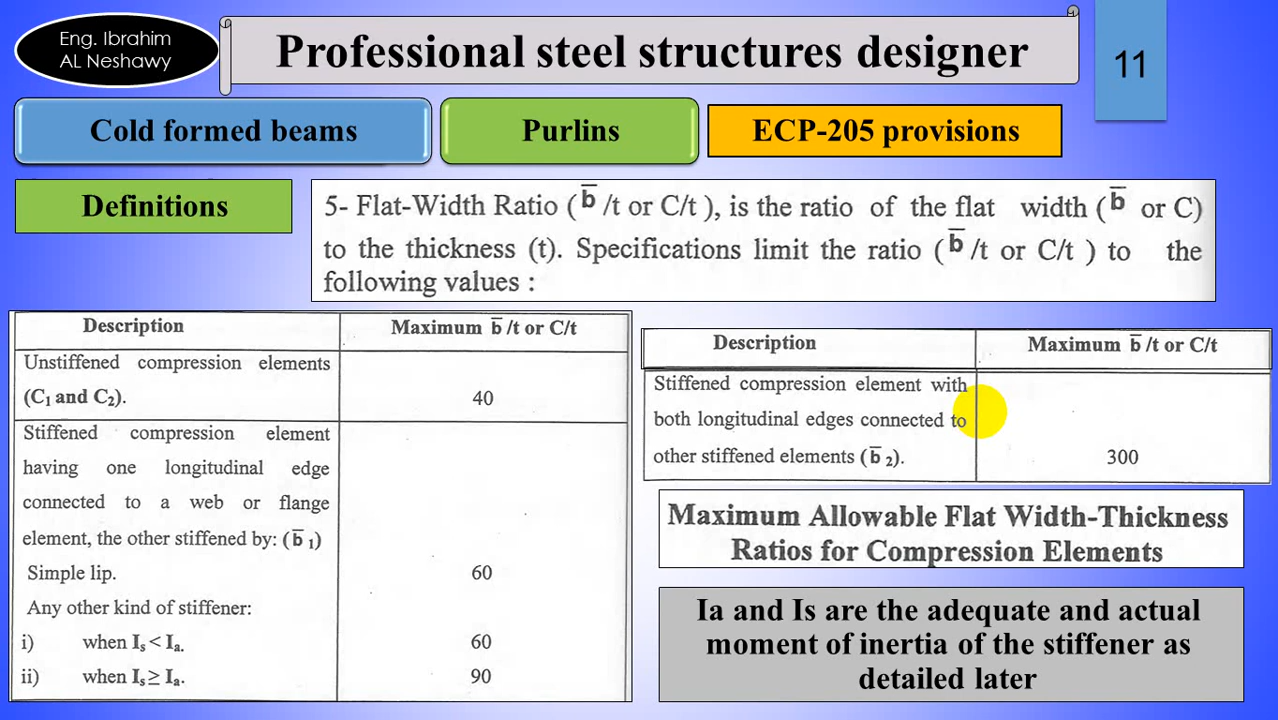 Eng. Ibrahim
AL Neshawy
Professional steel structures designer
11
Cold formed beams
Purlins
ECP-205 provisions
Definitions
5- Flat-Width Ratio (b̅/t or C/t), is the ratio of the flat width (b̅ or C)
to the thickness (t). Specifications limit the ratio (b̅/t or C/t) to the
following values :
Description Maximum b̅/t or C/t
Unstiffened compression elements
(C₁ and C₂). 40
Stiffened compression element
having one longitudinal edge
connected to a web or flange
element, the other stiffened by: (b̅ ₁)
Simple lip. 60
Any other kind of stiffener:
i) when Iₛ < Iₐ. 60
ii) when Iₛ ≥ Iₐ. 90
Description Maximum b̅/t or C/t
Stiffened compression element with
both longitudinal edges connected to
other stiffened elements (b̅ ₂). 300
Maximum Allowable Flat Width-Thickness
Ratios for Compression Elements
Ia and Is are the adequate and actual
moment of inertia of the stiffener as
detailed later